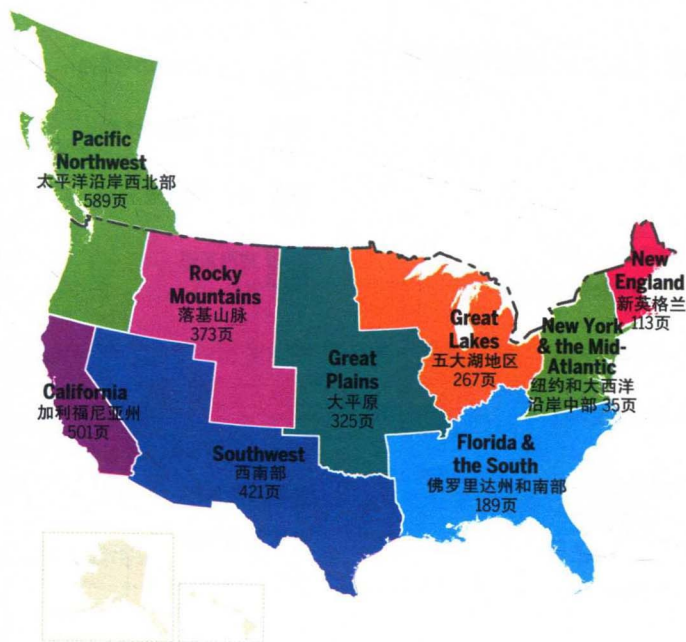 Pacific
Northwest
太平洋沿岸西北部
589页
Rocky
Mountains
落基山脉
373页
Great
Plains
大平原
325页
Great
Lakes
五大湖地区
267页
New
England
新英格兰
113页
New York
& the Mid-
Atlantic
纽约和大西洋
沿岸中部 35页
California
加利福尼亚州
501页
Southwest
西南部
421页
Florida &
the South
佛罗里达州和南部
189页